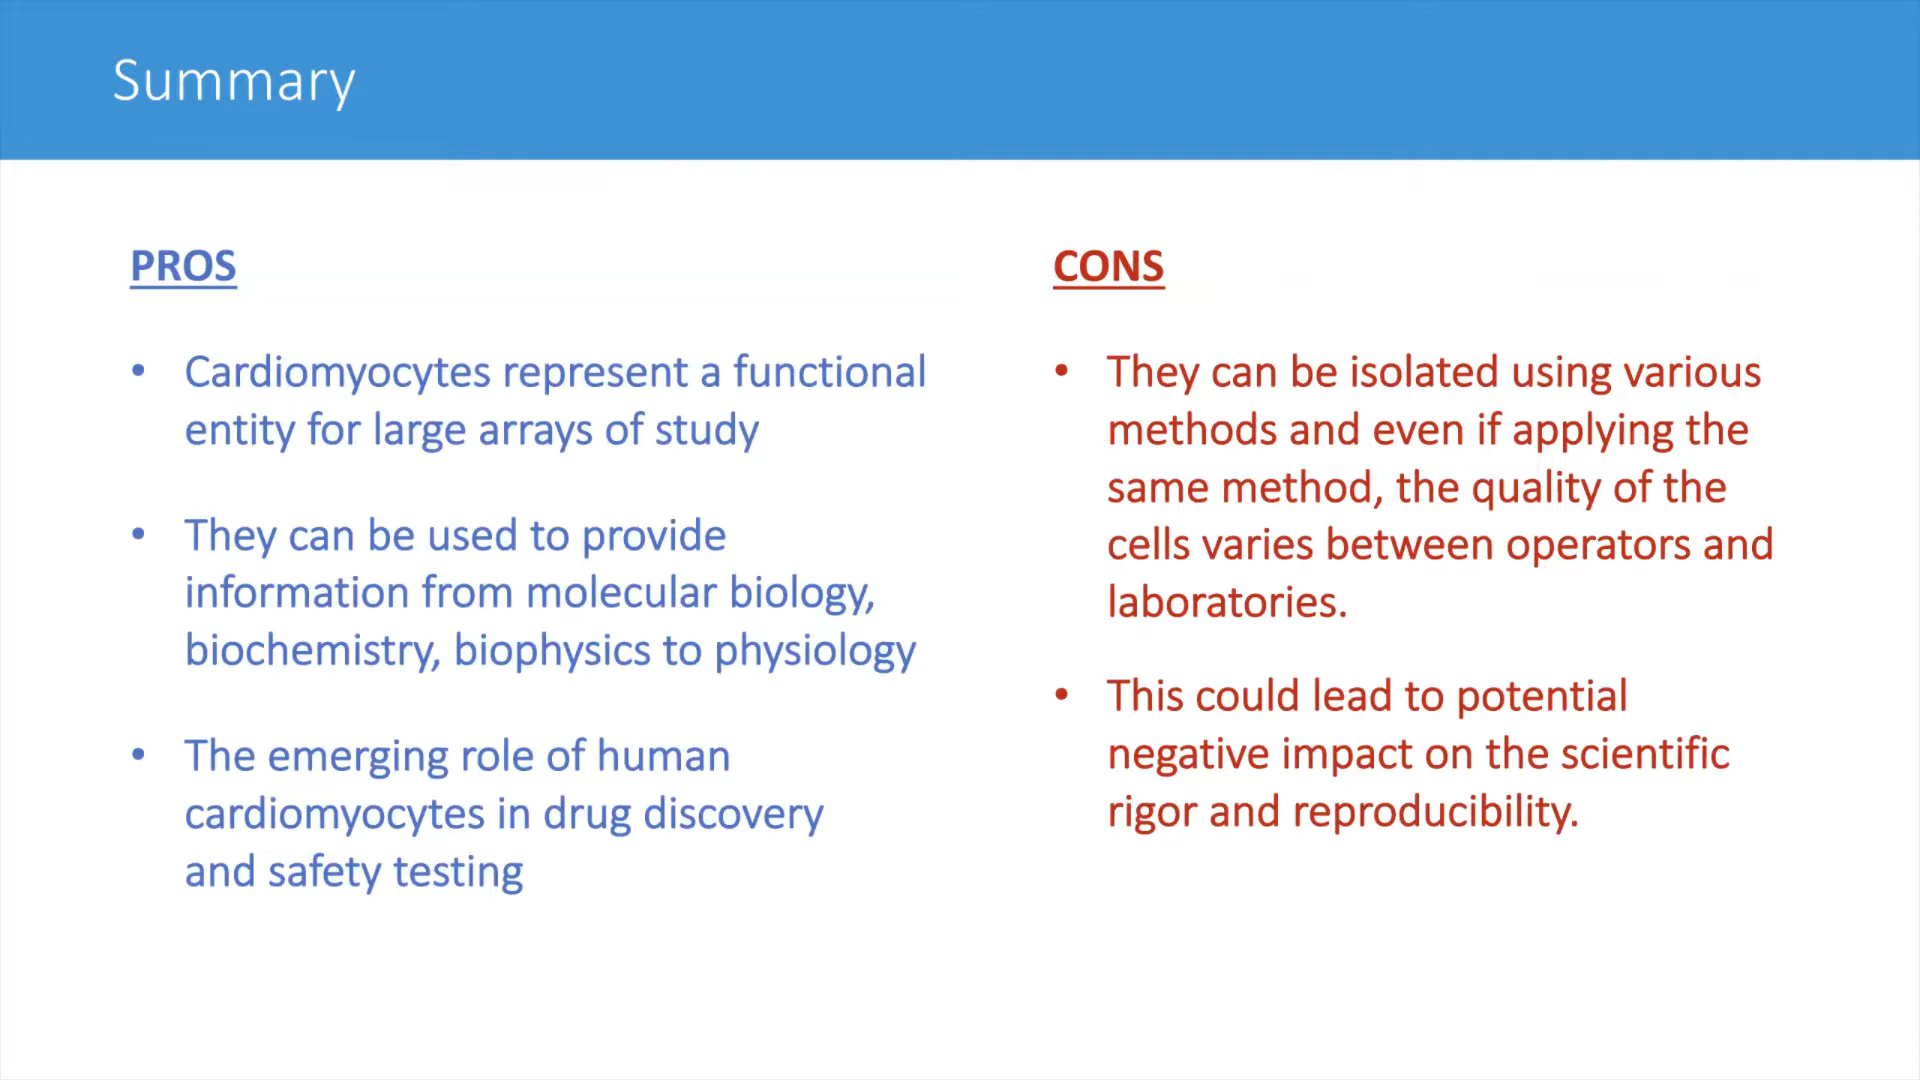 Summary
PROS
• Cardiomyocytes represent a functional
entity for large arrays of study
• They can be used to provide
information from molecular biology,
biochemistry, biophysics to physiology
• The emerging role of human
cardiomyocytes in drug discovery
and safety testing
CONS
• They can be isolated using various
methods and even if applying the
same method, the quality of the
cells varies between operators and
laboratories.
• This could lead to potential
negative impact on the scientific
rigor and reproducibility.